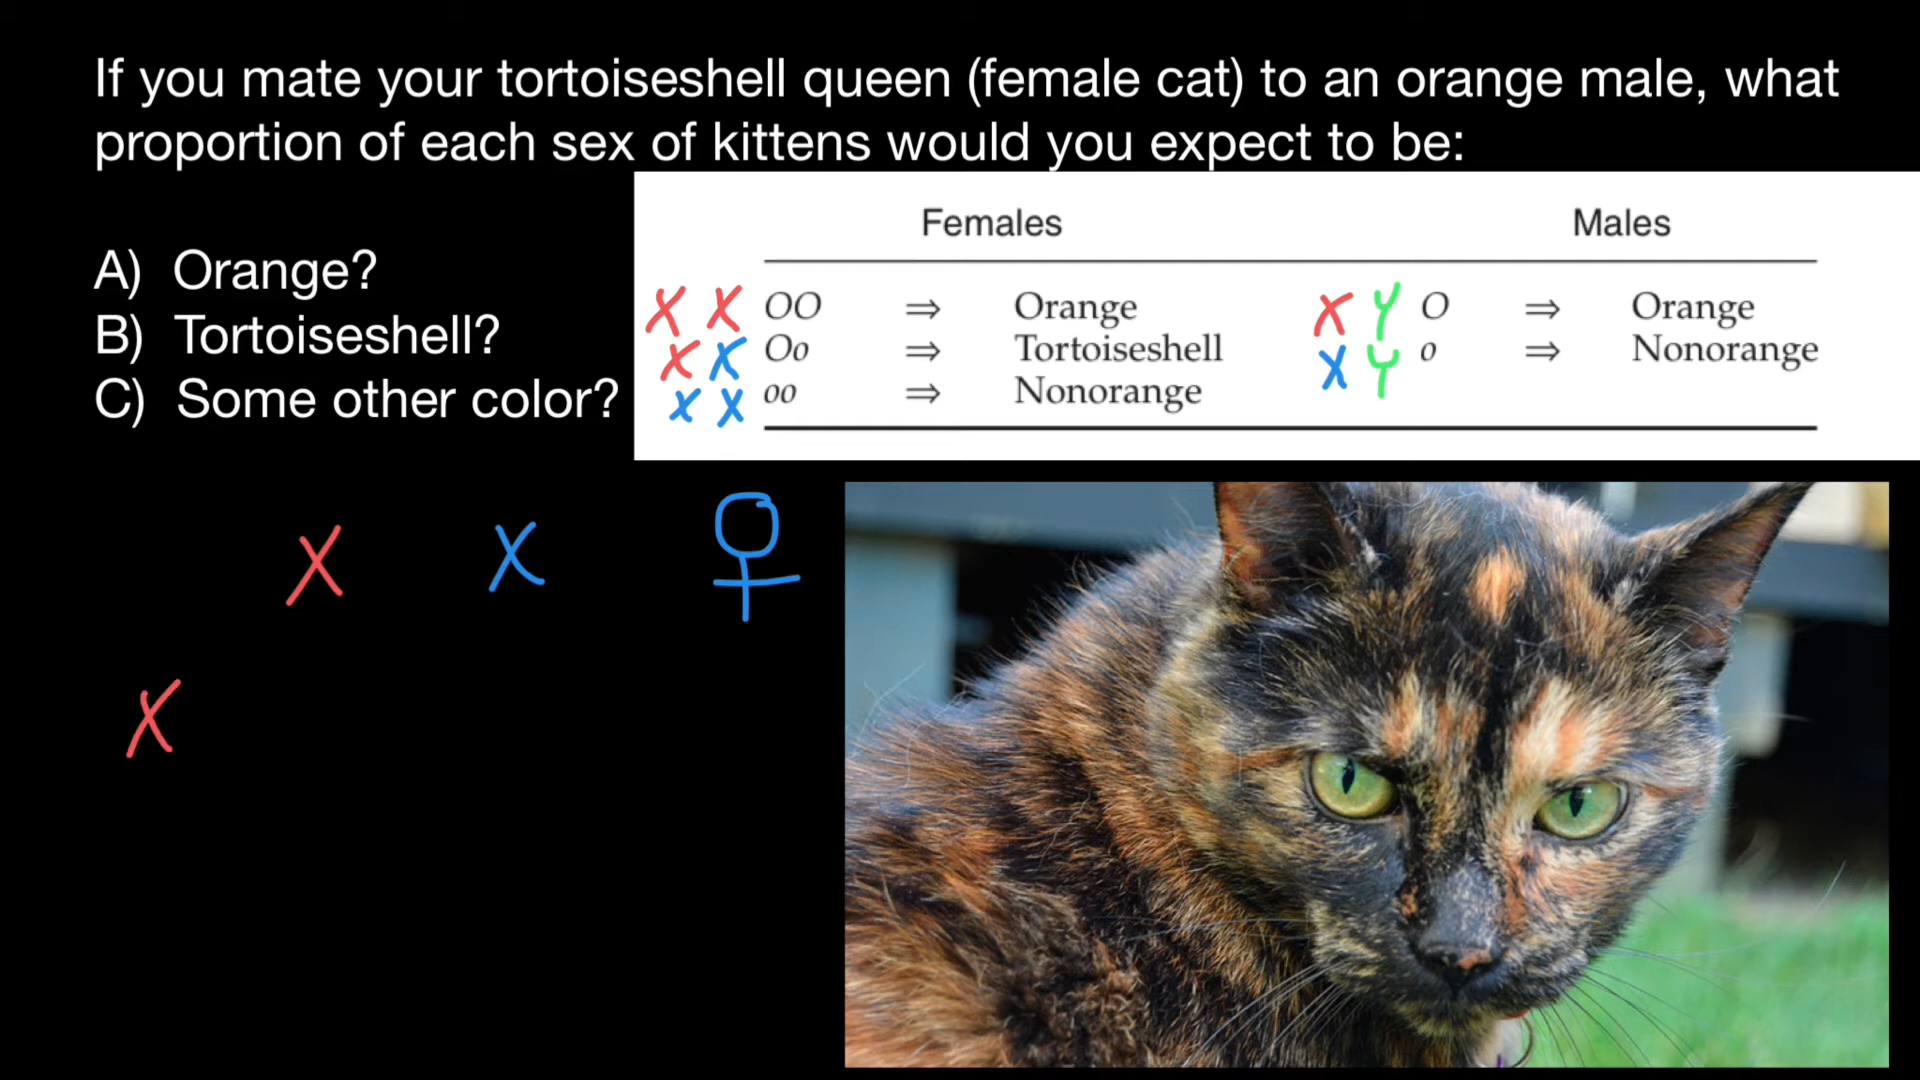 If you mate your tortoiseshell queen (female cat) to an orange male, what
proportion of each sex of kittens would you expect to be:
A) Orange?
B) Tortoiseshell?
C) Some other color?
Females Males
X X OO ⇒ Orange X Y O ⇒ Orange
X X Oo ⇒ Tortoiseshell X Y o ⇒ Nonorange
X X oo ⇒ Nonorange
X X ♀
X